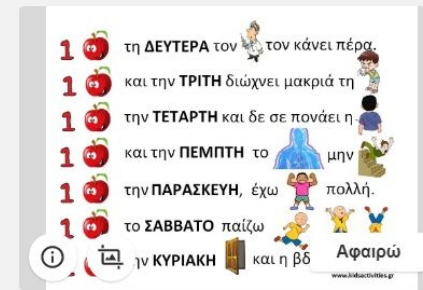 1 τη ΔΕΥΤΕΡΑ τον τον κάνει πέρα.
1 και την ΤΡΙΤΗ διώχνει μακριά τη
1 την ΤΕΤΑΡΤΗ και δε σε πονάει η
1 και την ΠΕΜΠΤΗ το μην
1 την ΠΑΡΑΣΚΕΥΗ, έχω πολλή.
1 το ΣΑΒΒΑΤΟ παίζω
ΚΥΡΙΑΚΗ και η
Αφαιρώ
www.kidsactivities.gr